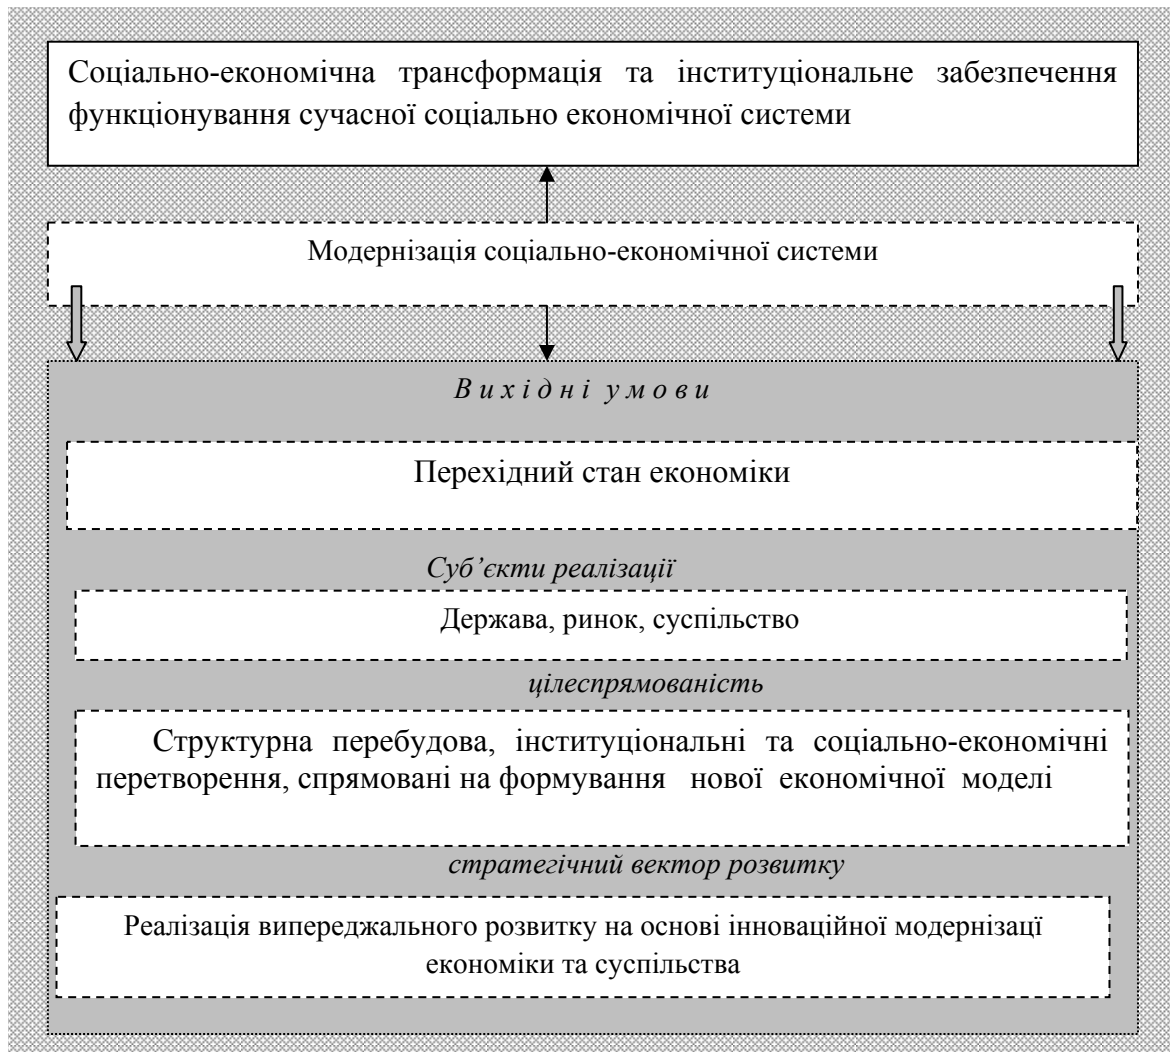 Соціально-економічна трансформація та інституціональне забезпечення
функціонування сучасної соціально економічної системи
Модернізація соціально-економічної системи
В и х і д н і у м о в и
Перехідний стан економіки
Суб’єкти реалізації
Держава, ринок, суспільство
цілеспрямованість
Структурна перебудова, інституціональні та соціально-економічні
перетворення, спрямовані на формування нової економічної моделі
стратегічний вектор розвитку
Реалізація випереджального розвитку на основі інноваційної модернізації
економіки та суспільства